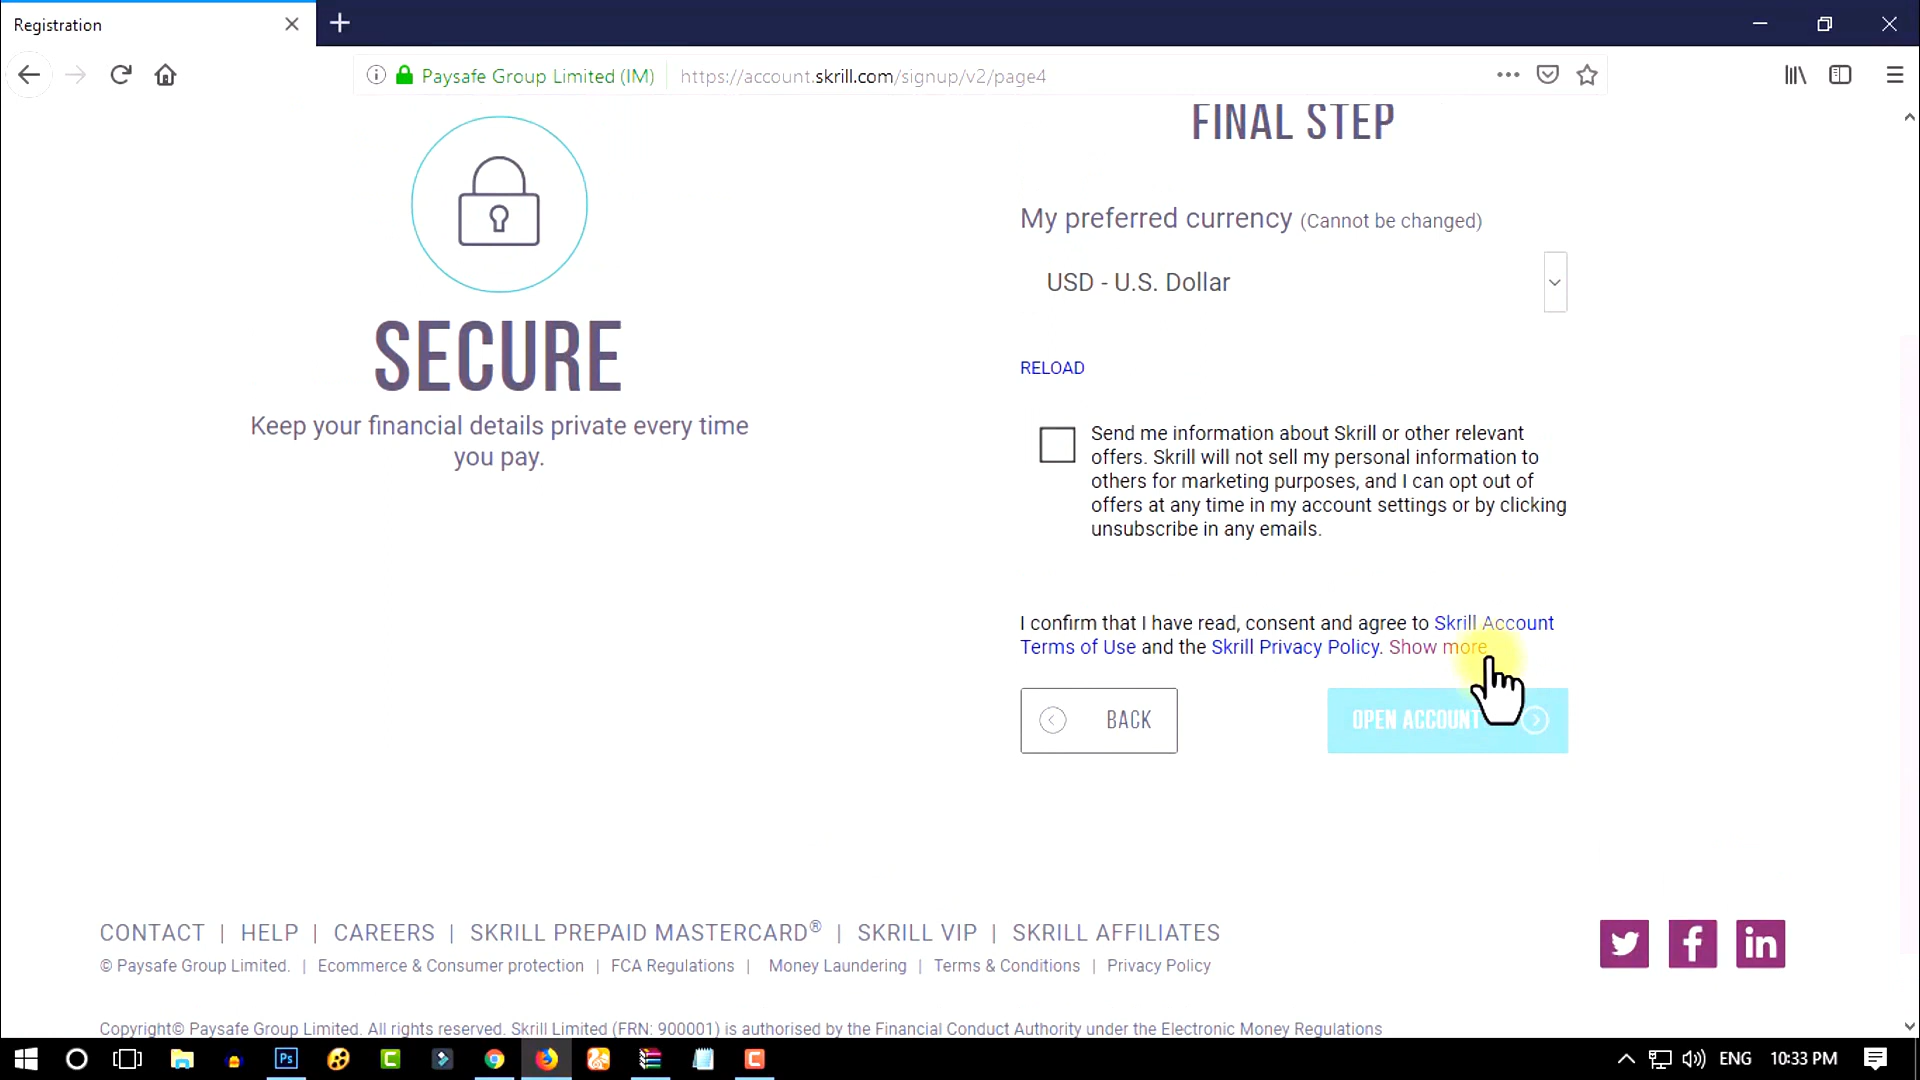 Registration
Paysafe Group Limited (IM)
https://account.skrill.com/signup/v2/page4
FINAL STEP
My preferred currency (Cannot be changed)
USD - U.S. Dollar
RELOAD
SECURE
Keep your financial details private every time
you pay.
Send me information about Skrill or other relevant
offers. Skrill will not sell my personal information to
others for marketing purposes, and I can opt out of
offers at any time in my account settings or by clicking
unsubscribe in any emails.
I confirm that I have read, consent and agree to Skrill Account
Terms of Use and the Skrill Privacy Policy. Show more
BACK
OPEN ACCOUNT
CONTACT | HELP | CAREERS | SKRILL PREPAID MASTERCARD® | SKRILL VIP | SKRILL AFFILIATES
© Paysafe Group Limited. | Ecommerce & Consumer protection | FCA Regulations | Money Laundering | Terms & Conditions | Privacy Policy
Copyright© Paysafe Group Limited. All rights reserved. Skrill Limited (FRN: 900001) is authorised by the Financial Conduct Authority under the Electronic Money Regulations
Ps
ENG
10:33 PM